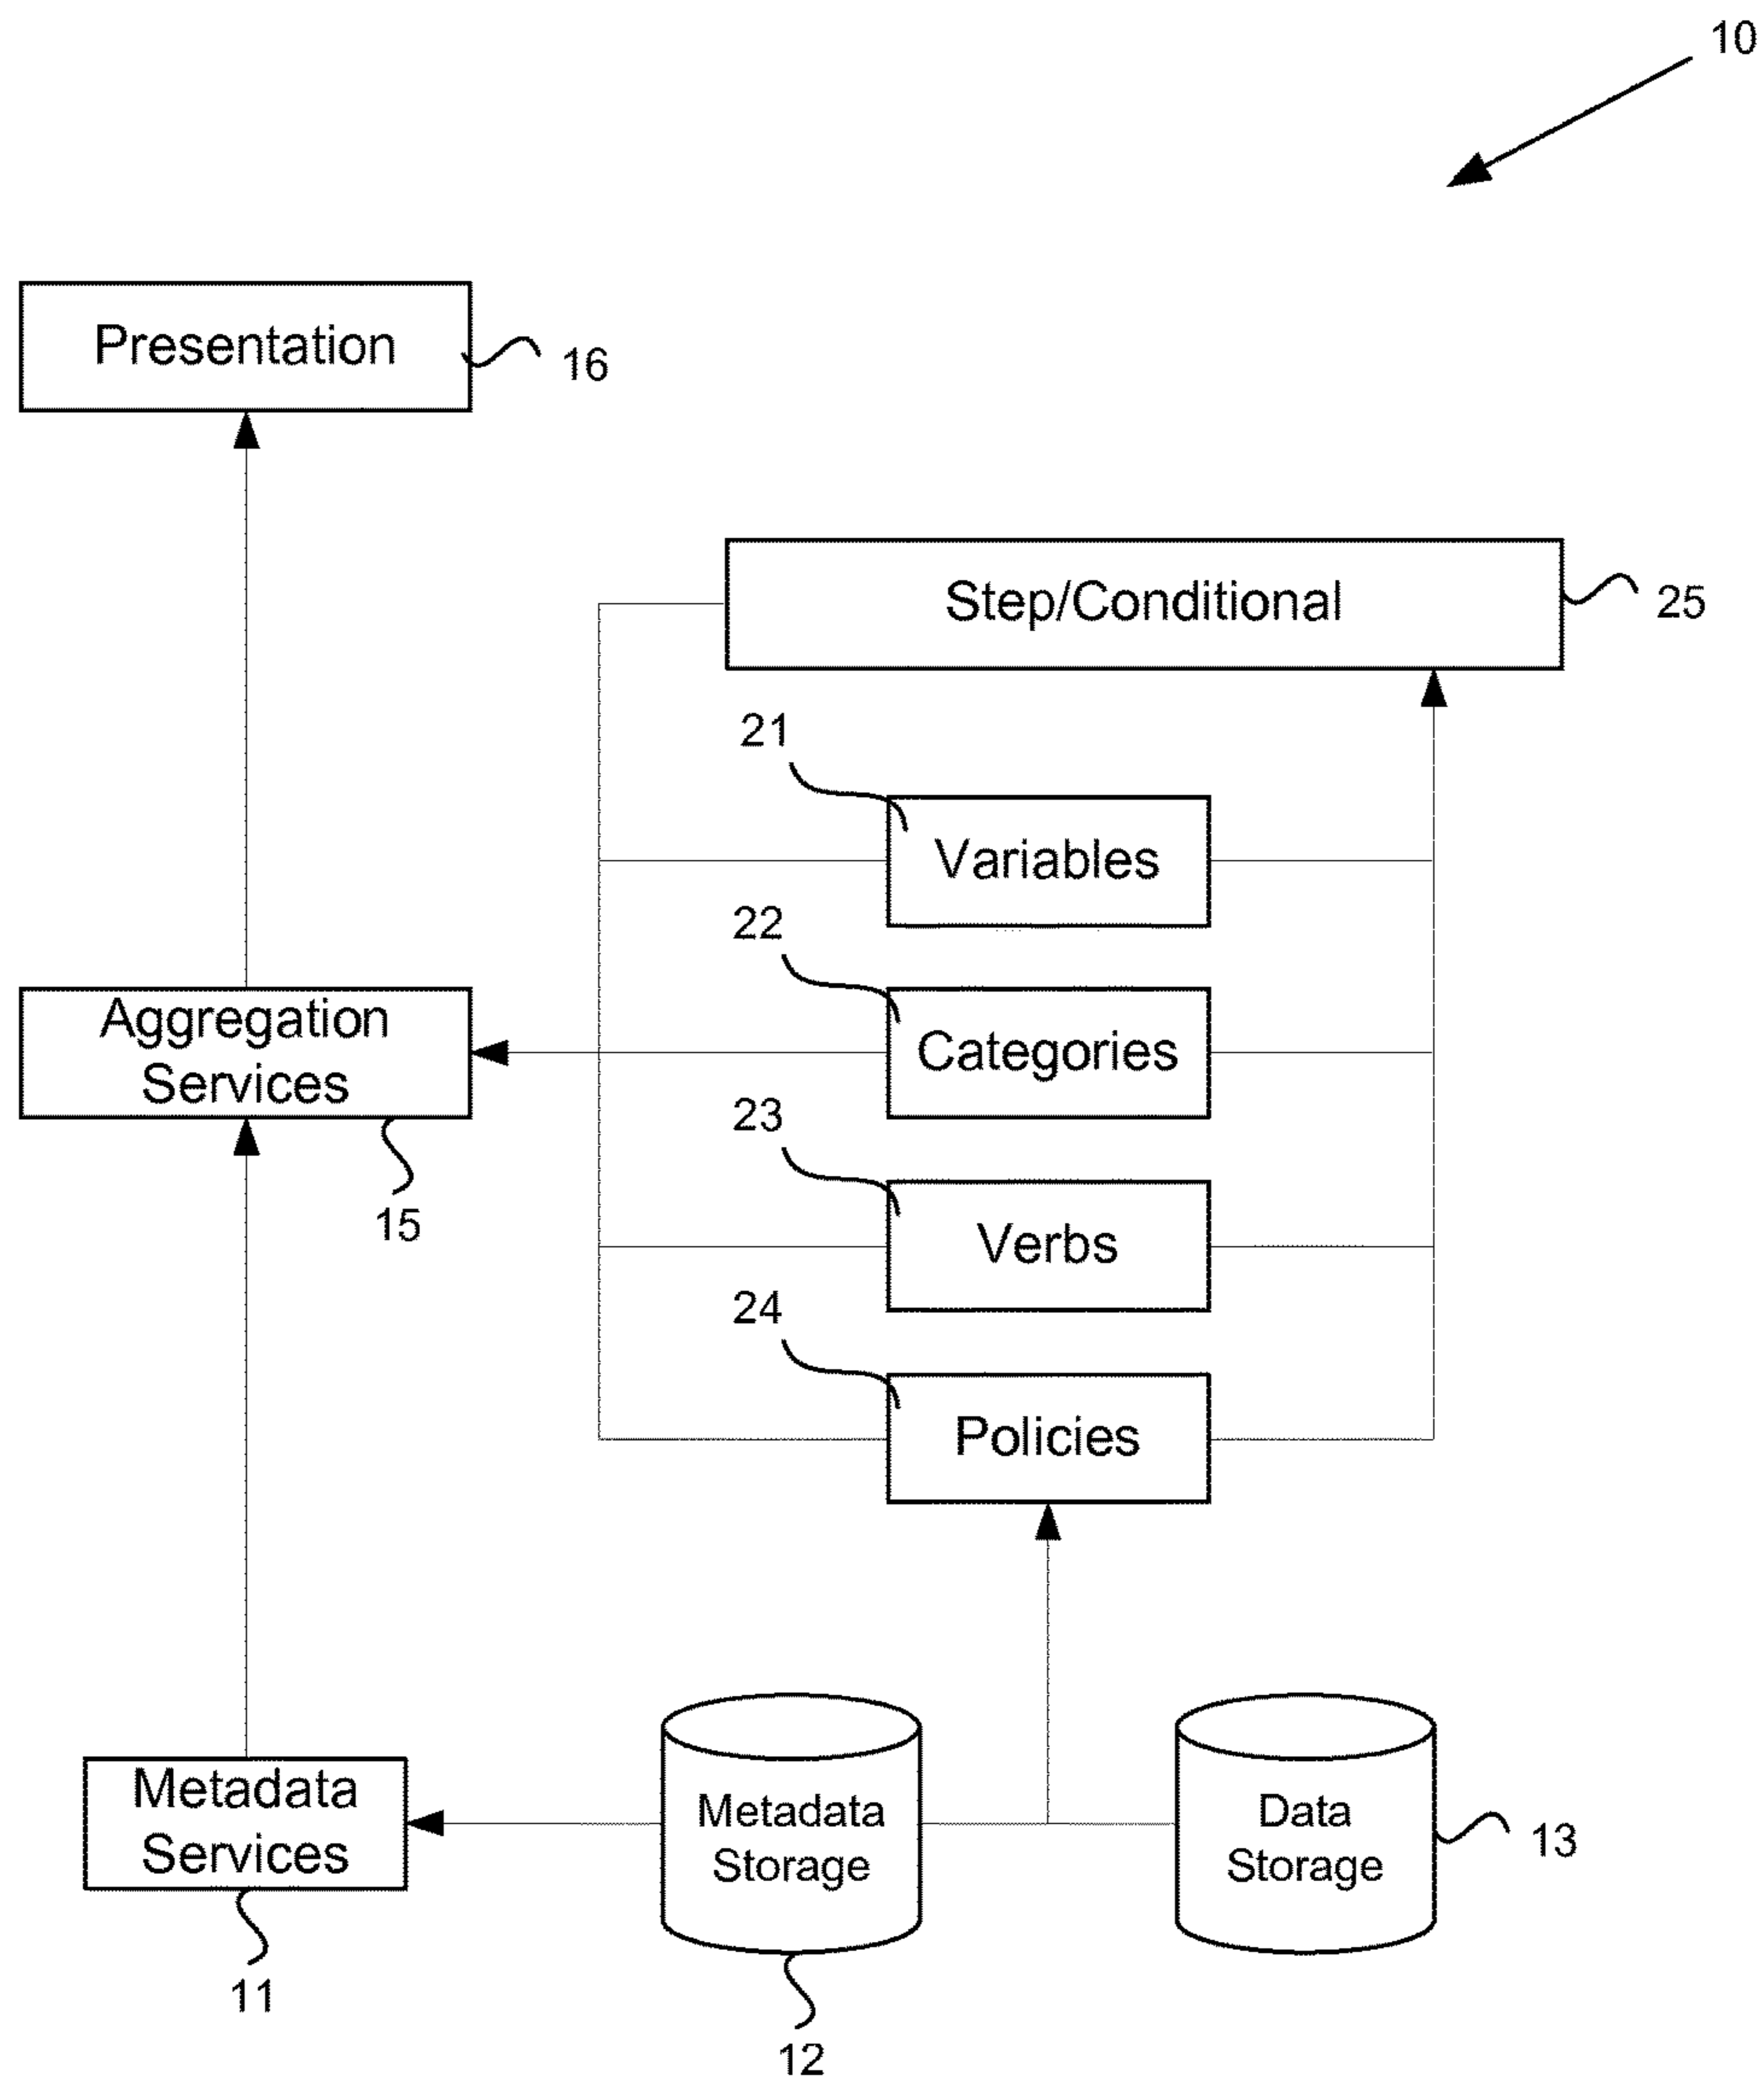 10
Presentation
16
Step/Conditional
25
21
Variables
22
Categories
Aggregation
Services
15
23
Verbs
24
Policies
Metadata
Services
11
Metadata
Storage
12
Data
Storage
13